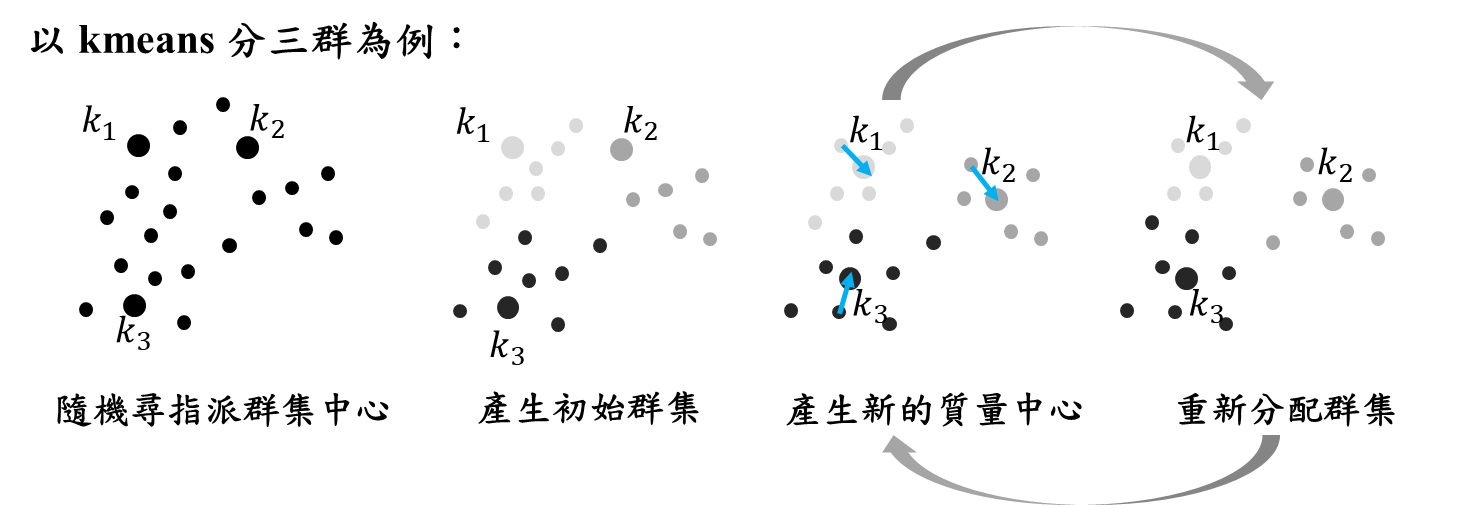 以 kmeans 分三群為例：
k₁ k₂ k₃
k₁ k₂ k₃
k₁ k₂ k₃
k₁ k₂ k₃
隨機尋指派群集中心
產生初始群集
產生新的質量中心
重新分配群集